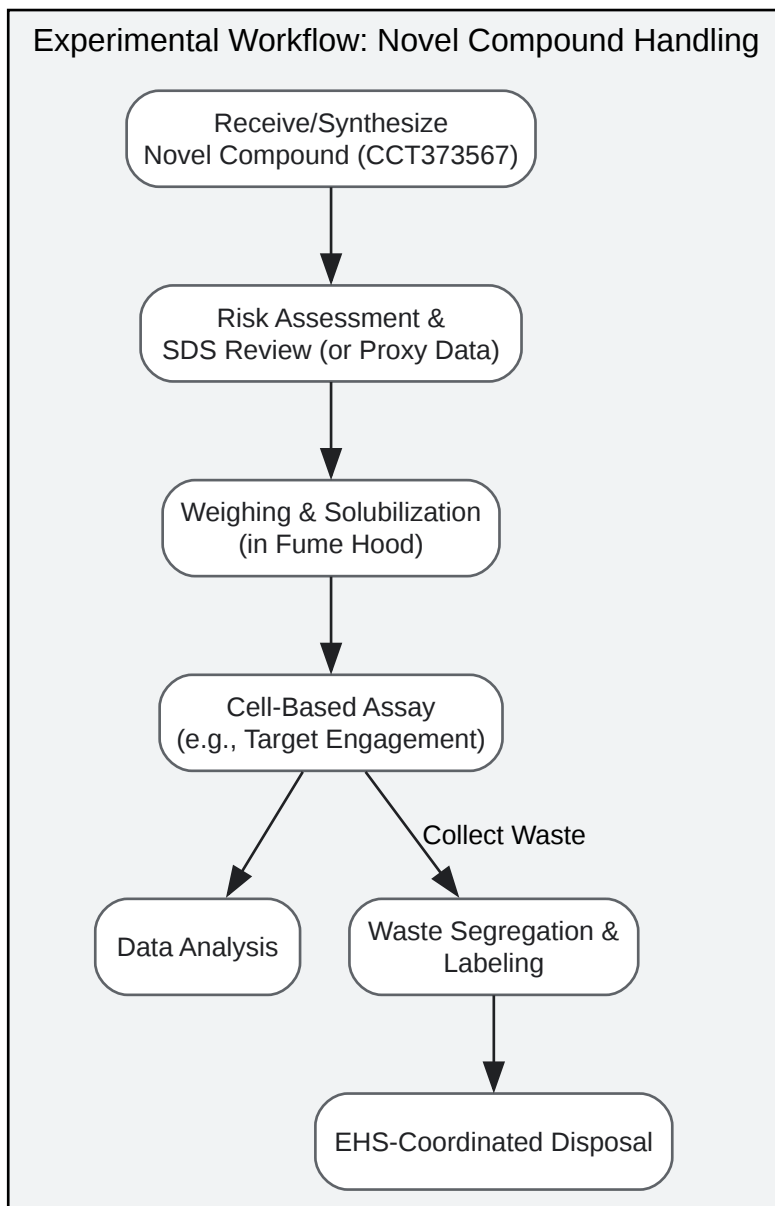 Experimental Workflow: Novel Compound Handling
Receive/Synthesize
Novel Compound (CCT373567)
Risk Assessment &
SDS Review (or Proxy Data)
Weighing & Solubilization
(in Fume Hood)
Cell-Based Assay
(e.g., Target Engagement)
Collect Waste
Data Analysis
Waste Segregation &
Labeling
EHS-Coordinated Disposal